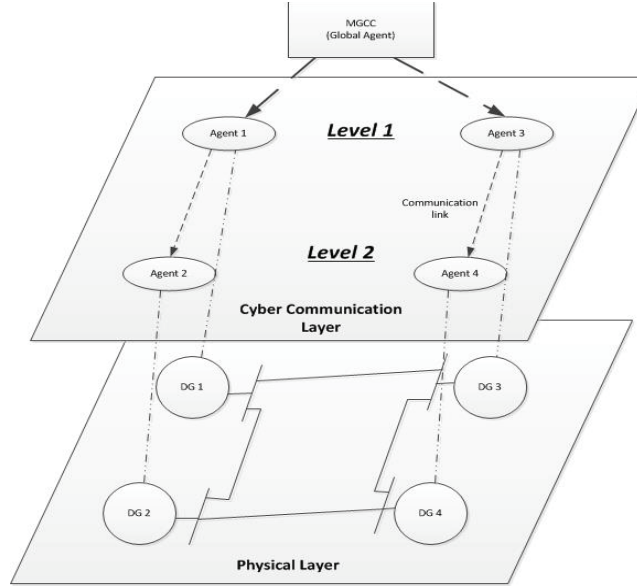 MGCC
(Global Agent)
Agent 1
Level 1
Agent 3
Communication
link
Level 2
Agent 2
Agent 4
Cyber Communication
Layer
DG 1
DG 3
DG 2
DG 4
Physical Layer